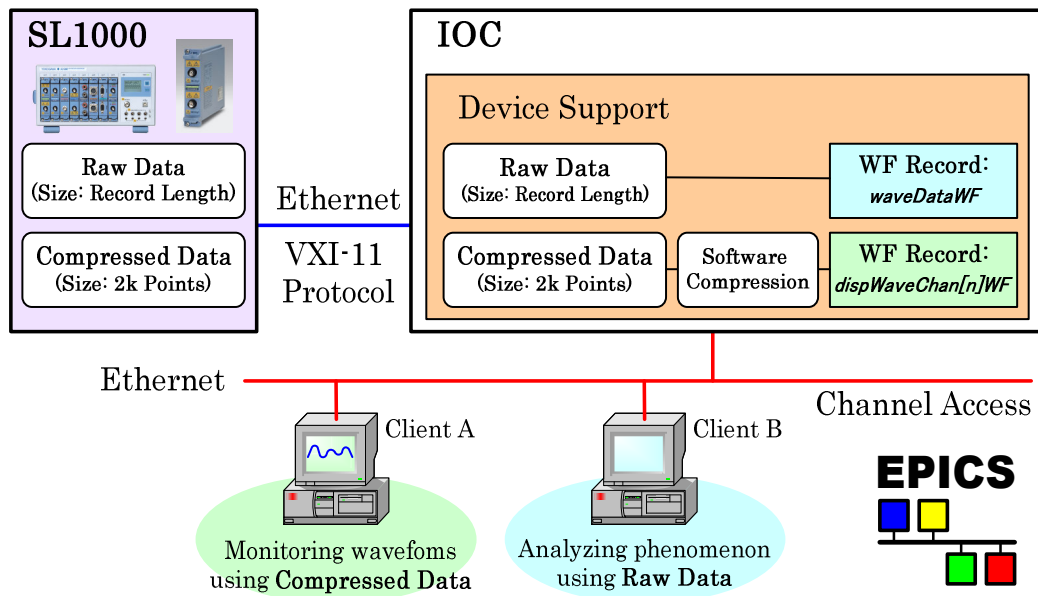 SL1000
Raw Data
(Size: Record Length)
Compressed Data
(Size: 2k Points)
Ethernet
VXI-11
Protocol
IOC
Device Support
Raw Data
(Size: Record Length)
WF Record:
waveDataWF
Compressed Data
(Size: 2k Points)
Software
Compression
WF Record:
dispWaveChan[n]WF
Ethernet
Channel Access
Client A
Client B
Monitoring wavefoms
using Compressed Data
Analyzing phenomenon
using Raw Data
EPICS